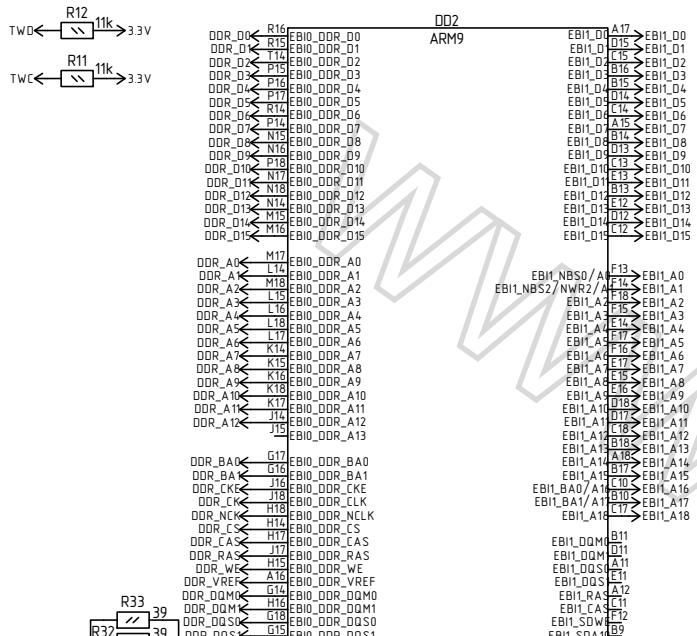 R12
TWD 11k 3.3V
R11
TWC 11k 3.3V
DD2
ARM9
DDR_D0 R16 EBI0_DDR_D0 EBI1_D0 A17 EBI1_D0
DDR_D1 R15 EBI0_DDR_D1 EBI1_D1 D15 EBI1_D1
DDR_D2 T14 EBI0_DDR_D2 EBI1_D2 C15 EBI1_D2
DDR_D3 P15 EBI0_DDR_D3 EBI1_D3 B16 EBI1_D3
DDR_D4 P16 EBI0_DDR_D4 EBI1_D4 B15 EBI1_D4
DDR_D5 P17 EBI0_DDR_D5 EBI1_D5 D14 EBI1_D5
DDR_D6 R14 EBI0_DDR_D6 EBI1_D6 C14 EBI1_D6
DDR_D7 P14 EBI0_DDR_D7 EBI1_D7 A15 EBI1_D7
DDR_D8 N15 EBI0_DDR_D8 EBI1_D8 B14 EBI1_D8
DDR_D9 N16 EBI0_DDR_D9 EBI1_D9 D13 EBI1_D9
DDR_D10 P18 EBI0_DDR_D10 EBI1_D10 C13 EBI1_D10
DDR_D11 N17 EBI0_DDR_D11 EBI1_D11 E13 EBI1_D11
DDR_D12 N18 EBI0_DDR_D12 EBI1_D12 B13 EBI1_D12
DDR_D13 N14 EBI0_DDR_D13 EBI1_D13 E12 EBI1_D13
DDR_D14 M15 EBI0_DDR_D14 EBI1_D14 D12 EBI1_D14
DDR_D15 M16 EBI0_DDR_D15 EBI1_D15 C12 EBI1_D15
DDR_A0 M17 EBI0_DDR_A0
DDR_A1 L14 EBI0_DDR_A1 EBI1_NBS0/A0 F13 EBI1_A0
DDR_A2 M18 EBI0_DDR_A2 EBI1_NBS2/NWR2/A1 F14 EBI1_A1
DDR_A3 L15 EBI0_DDR_A3 EBI1_A2 F18 EBI1_A2
DDR_A4 L16 EBI0_DDR_A4 EBI1_A3 F15 EBI1_A3
DDR_A5 L18 EBI0_DDR_A5 EBI1_A4 E14 EBI1_A4
DDR_A6 L17 EBI0_DDR_A6 EBI1_A5 F17 EBI1_A5
DDR_A7 K14 EBI0_DDR_A7 EBI1_A6 F16 EBI1_A6
DDR_A8 K15 EBI0_DDR_A8 EBI1_A7 E17 EBI1_A7
DDR_A9 K16 EBI0_DDR_A9 EBI1_A8 E15 EBI1_A8
DDR_A10 K18 EBI0_DDR_A10 EBI1_A9 E16 EBI1_A9
DDR_A11 K17 EBI0_DDR_A11 EBI1_A10 D18 EBI1_A10
DDR_A12 J14 EBI0_DDR_A12 EBI1_A11 D17 EBI1_A11
J15 EBI0_DDR_A13 EBI1_A12 C18 EBI1_A12
EBI1_A13 B18 EBI1_A13
DDR_BA0 G17 EBI0_DDR_BA0 EBI1_A14 A18 EBI1_A14
DDR_BA1 G16 EBI0_DDR_BA1 EBI1_A15 B17 EBI1_A15
DDR_CKE J16 EBI0_DDR_CKE EBI1_BA0/A16 C10 EBI1_A16
DDR_CK J18 EBI0_DDR_CLK EBI1_BA1/A17 B10 EBI1_A17
DDR_NCK H18 EBI0_DDR_NCLK EBI1_A18 C17 EBI1_A18
DDR_CS H14 EBI0_DDR_CS
DDR_CAS H17 EBI0_DDR_CAS EBI1_DQM0 B11
DDR_RAS J17 EBI0_DDR_RAS EBI1_DQM1 D11
DDR_WE H15 EBI0_DDR_WE EBI1_DQS0 A11
DDR_VREF A16 EBI0_DDR_VREF EBI1_DQS1 E11
DDR_DQM0 G14 EBI0_DDR_DQM0 EBI1_RAS A12
DDR_DQM1 H16 EBI0_DDR_DQM1 EBI1_CAS C11
DDR_DQS0 G18 EBI0_DDR_DQS0 EBI1_SDWE F12
DDR_DQS1 G15 EBI0_DDR_DQS1 EBI1_SDA10 B9
R33
39
R32 39